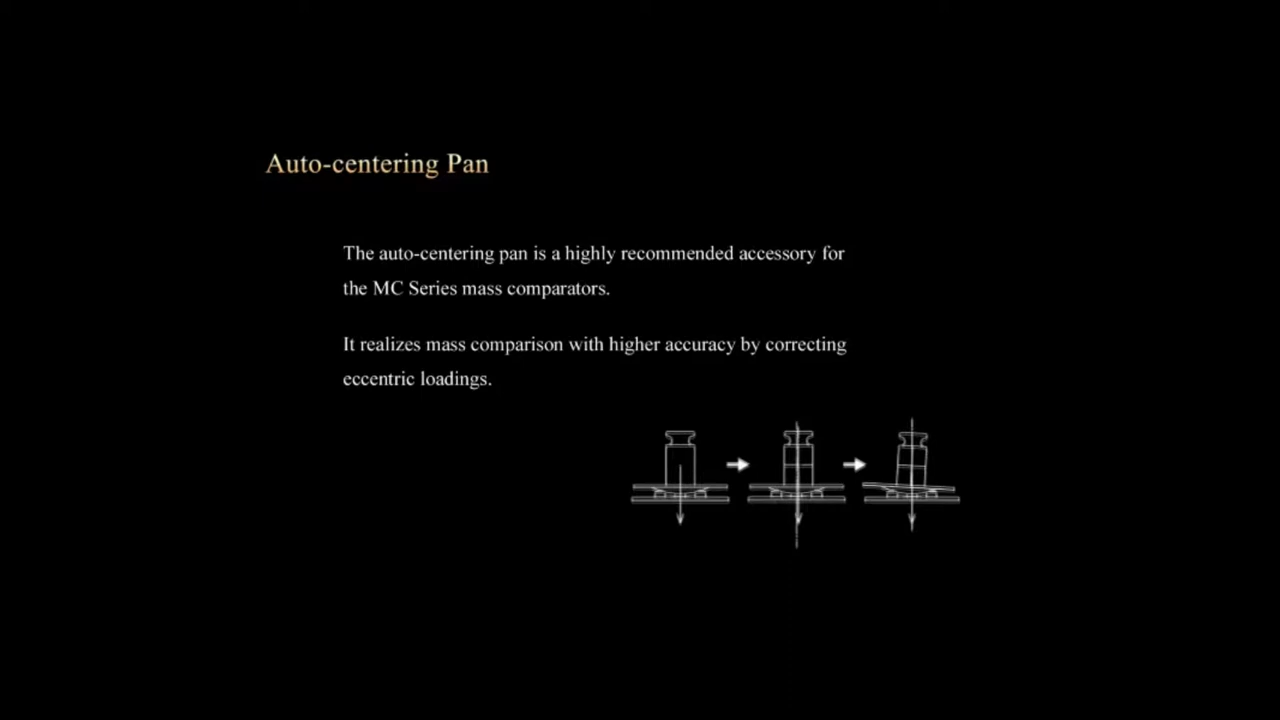 Auto-centering Pan
The auto-centering pan is a highly recommended accessory for
the MC Series mass comparators.
It realizes mass comparison with higher accuracy by correcting
eccentric loadings.